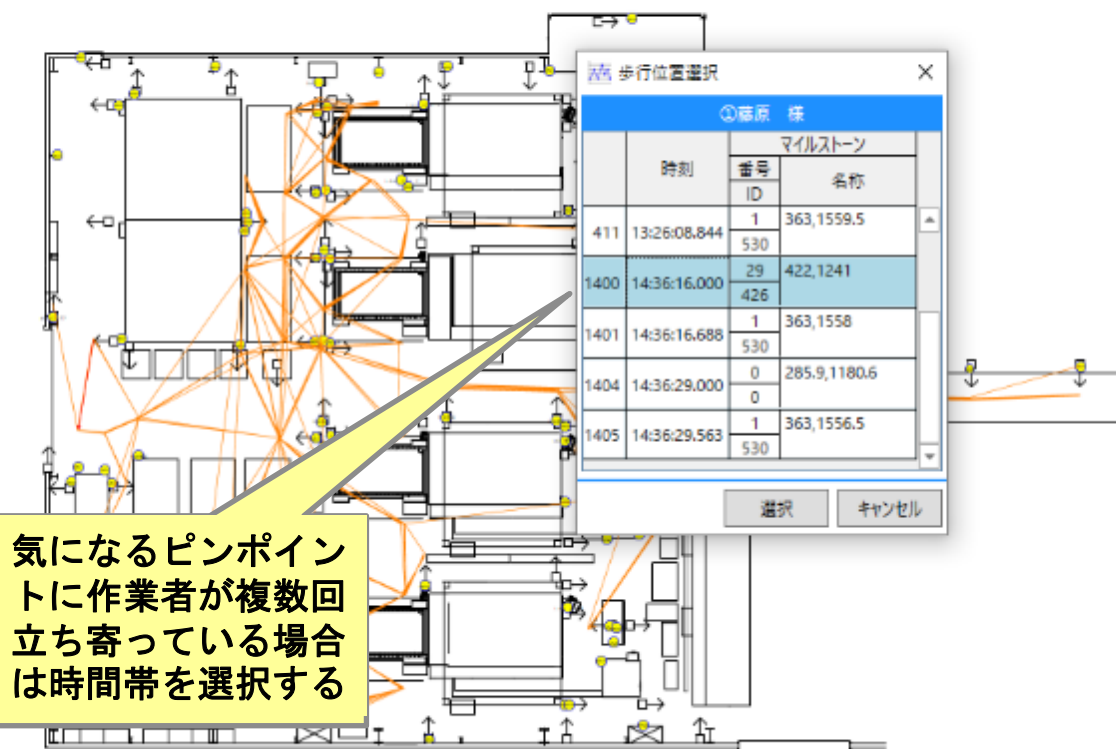 歩行位置選択
①藤原 様
時刻
マイルストーン
番号
ID
名称
411 13:26:08.844 1 530 363,1559.5
1400 14:36:16.000 29 426 422,1241
1401 14:36:16.688 1 530 363,1558
1404 14:36:29.000 0 0 285.9,1180.6
1405 14:36:29.563 1 530 363,1556.5
選択 キャンセル
気になるピンポイン
トに作業者が複数回
立ち寄っている場合
は時間帯を選択する